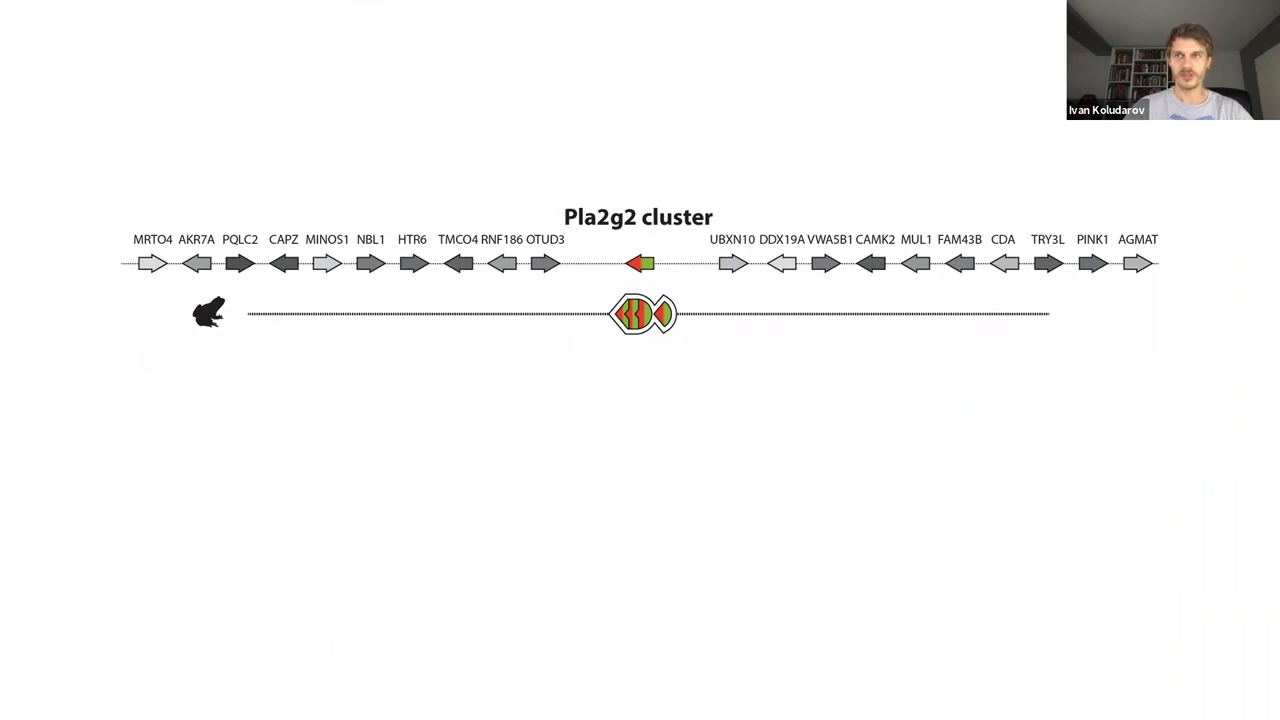 Ivan Koludarov
Pla2g2 cluster
MRTO4 AKR7A PQLC2 CAPZ MINOS1 NBL1 HTR6 TMCO4 RNF186 OTUD3 UBXN10 DDX19A VWA5B1 CAMK2 MUL1 FAM43B CDA TRY3L PINK1 AGMAT